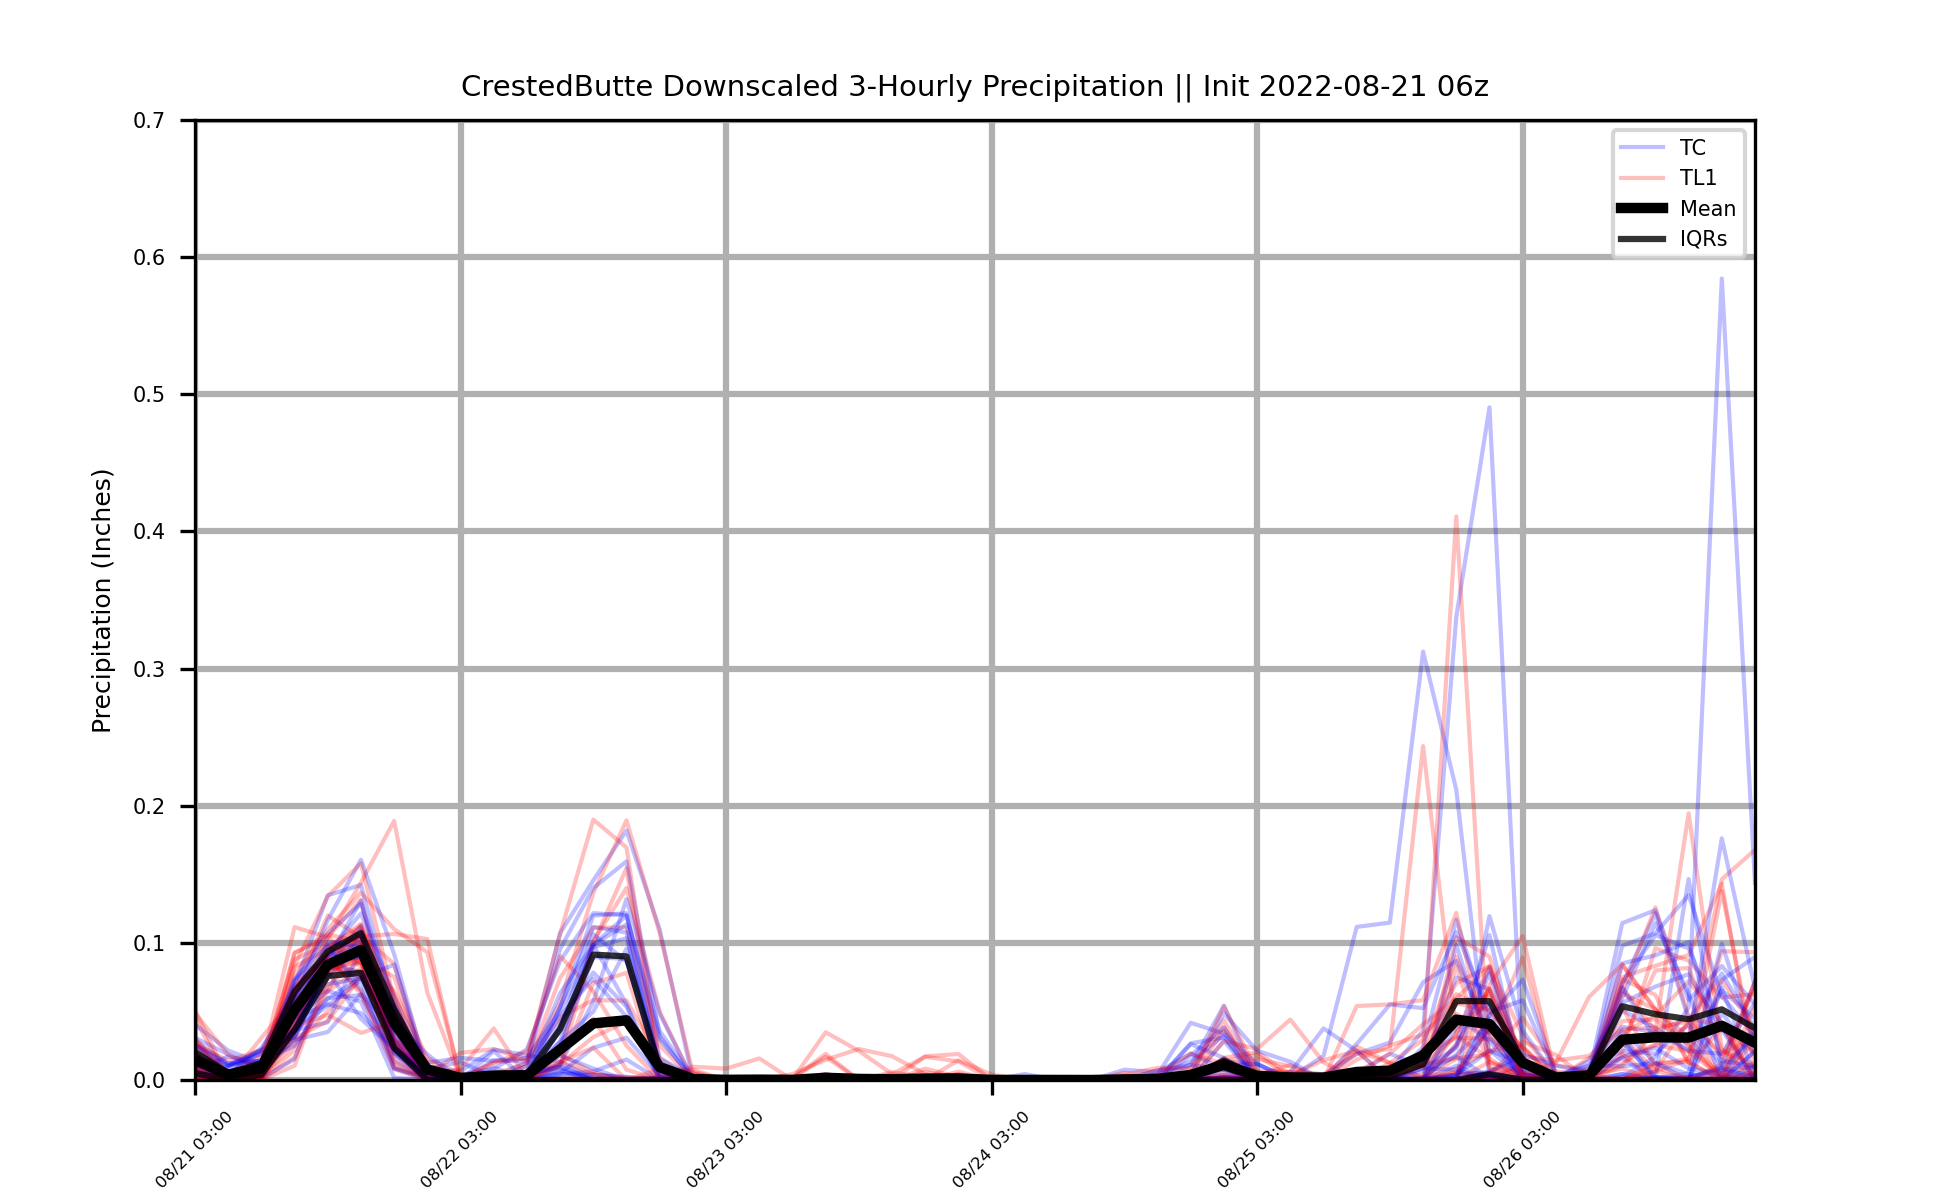 CrestedButte Downscaled 3-Hourly Precipitation || Init 2022-08-21 06z
TC
TL1
Mean
IQRs
Precipitation (Inches)
0.7
0.6
0.5
0.4
0.3
0.2
0.1
0.0
08/21 03:00
08/22 03:00
08/23 03:00
08/24 03:00
08/25 03:00
08/26 03:00